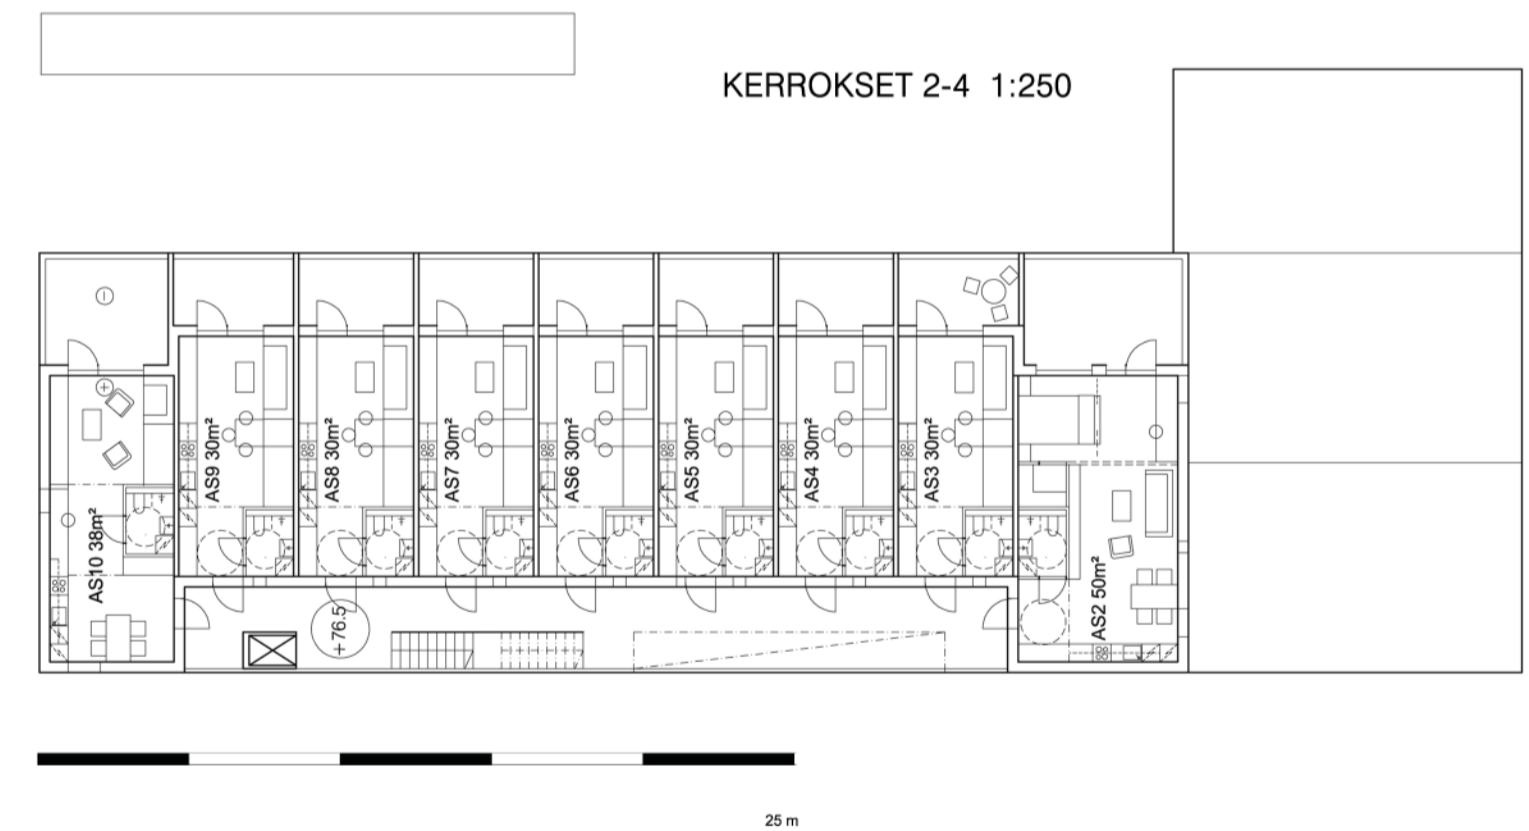 KERROKSET 2-4 1:250
AS10 38m²
AS9 30m²
AS8 30m²
AS7 30m²
AS6 30m²
AS5 30m²
AS4 30m²
AS3 30m²
AS2 50m²
+76.5
25 m